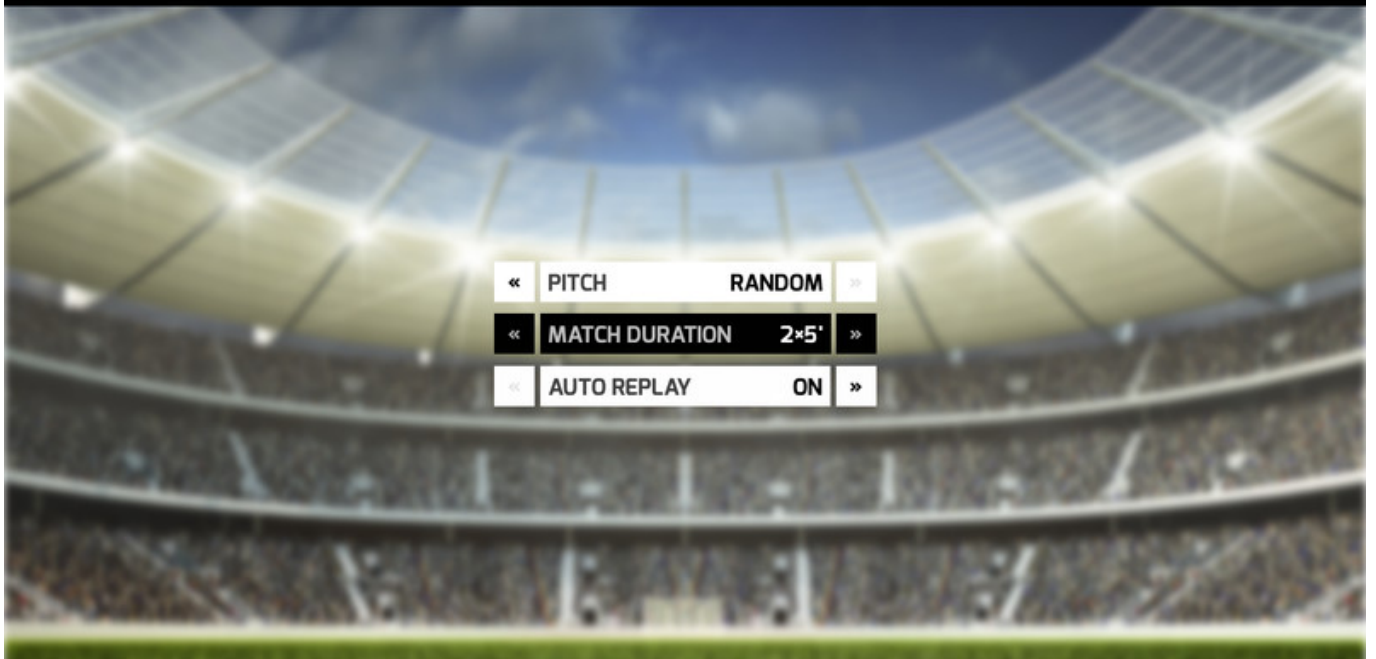 « PITCH RANDOM »
« MATCH DURATION 2×5' »
« AUTO REPLAY ON »